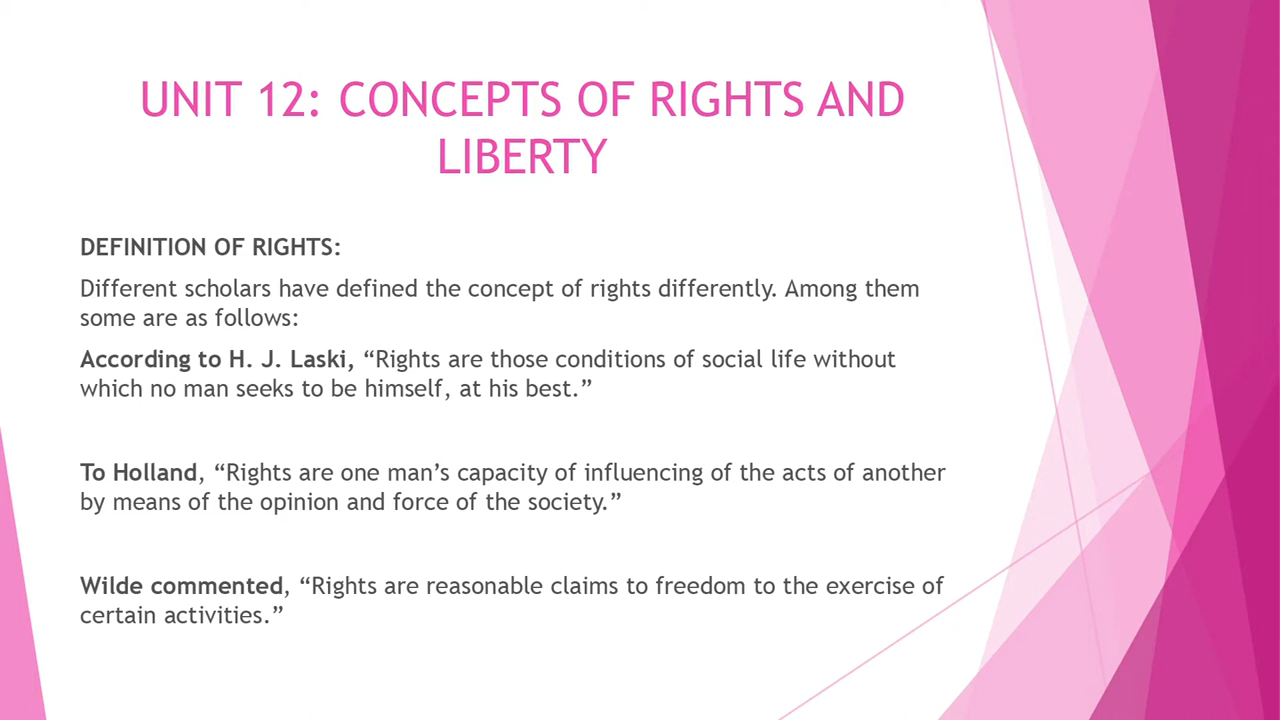 UNIT 12: CONCEPTS OF RIGHTS AND
LIBERTY
DEFINITION OF RIGHTS:
Different scholars have defined the concept of rights differently. Among them
some are as follows:
According to H. J. Laski, “Rights are those conditions of social life without
which no man seeks to be himself, at his best.”
To Holland, “Rights are one man’s capacity of influencing of the acts of another
by means of the opinion and force of the society.”
Wilde commented, “Rights are reasonable claims to freedom to the exercise of
certain activities.”